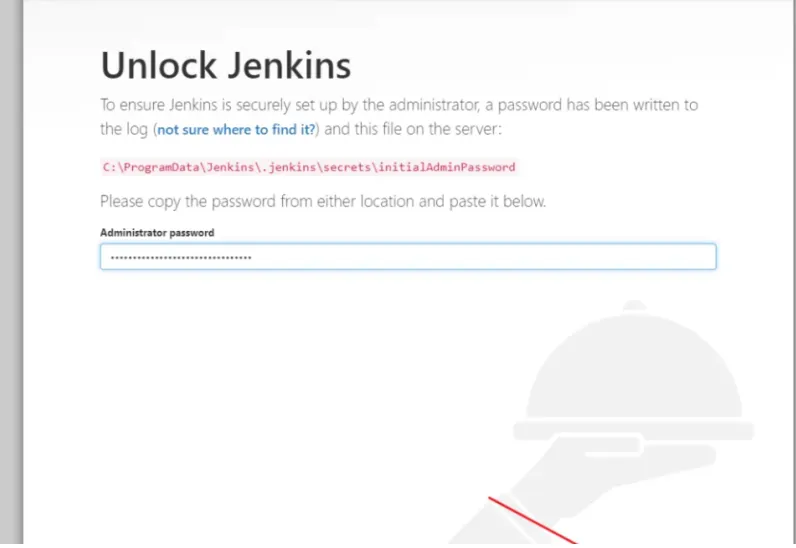 Unlock Jenkins
To ensure Jenkins is securely set up by the administrator, a password has been written to
the log (not sure where to find it?) and this file on the server:
C:\ProgramData\Jenkins\.jenkins\secrets\initialAdminPassword
Please copy the password from either location and paste it below.
Administrator password
••••••••••••••••••••••••••••••••